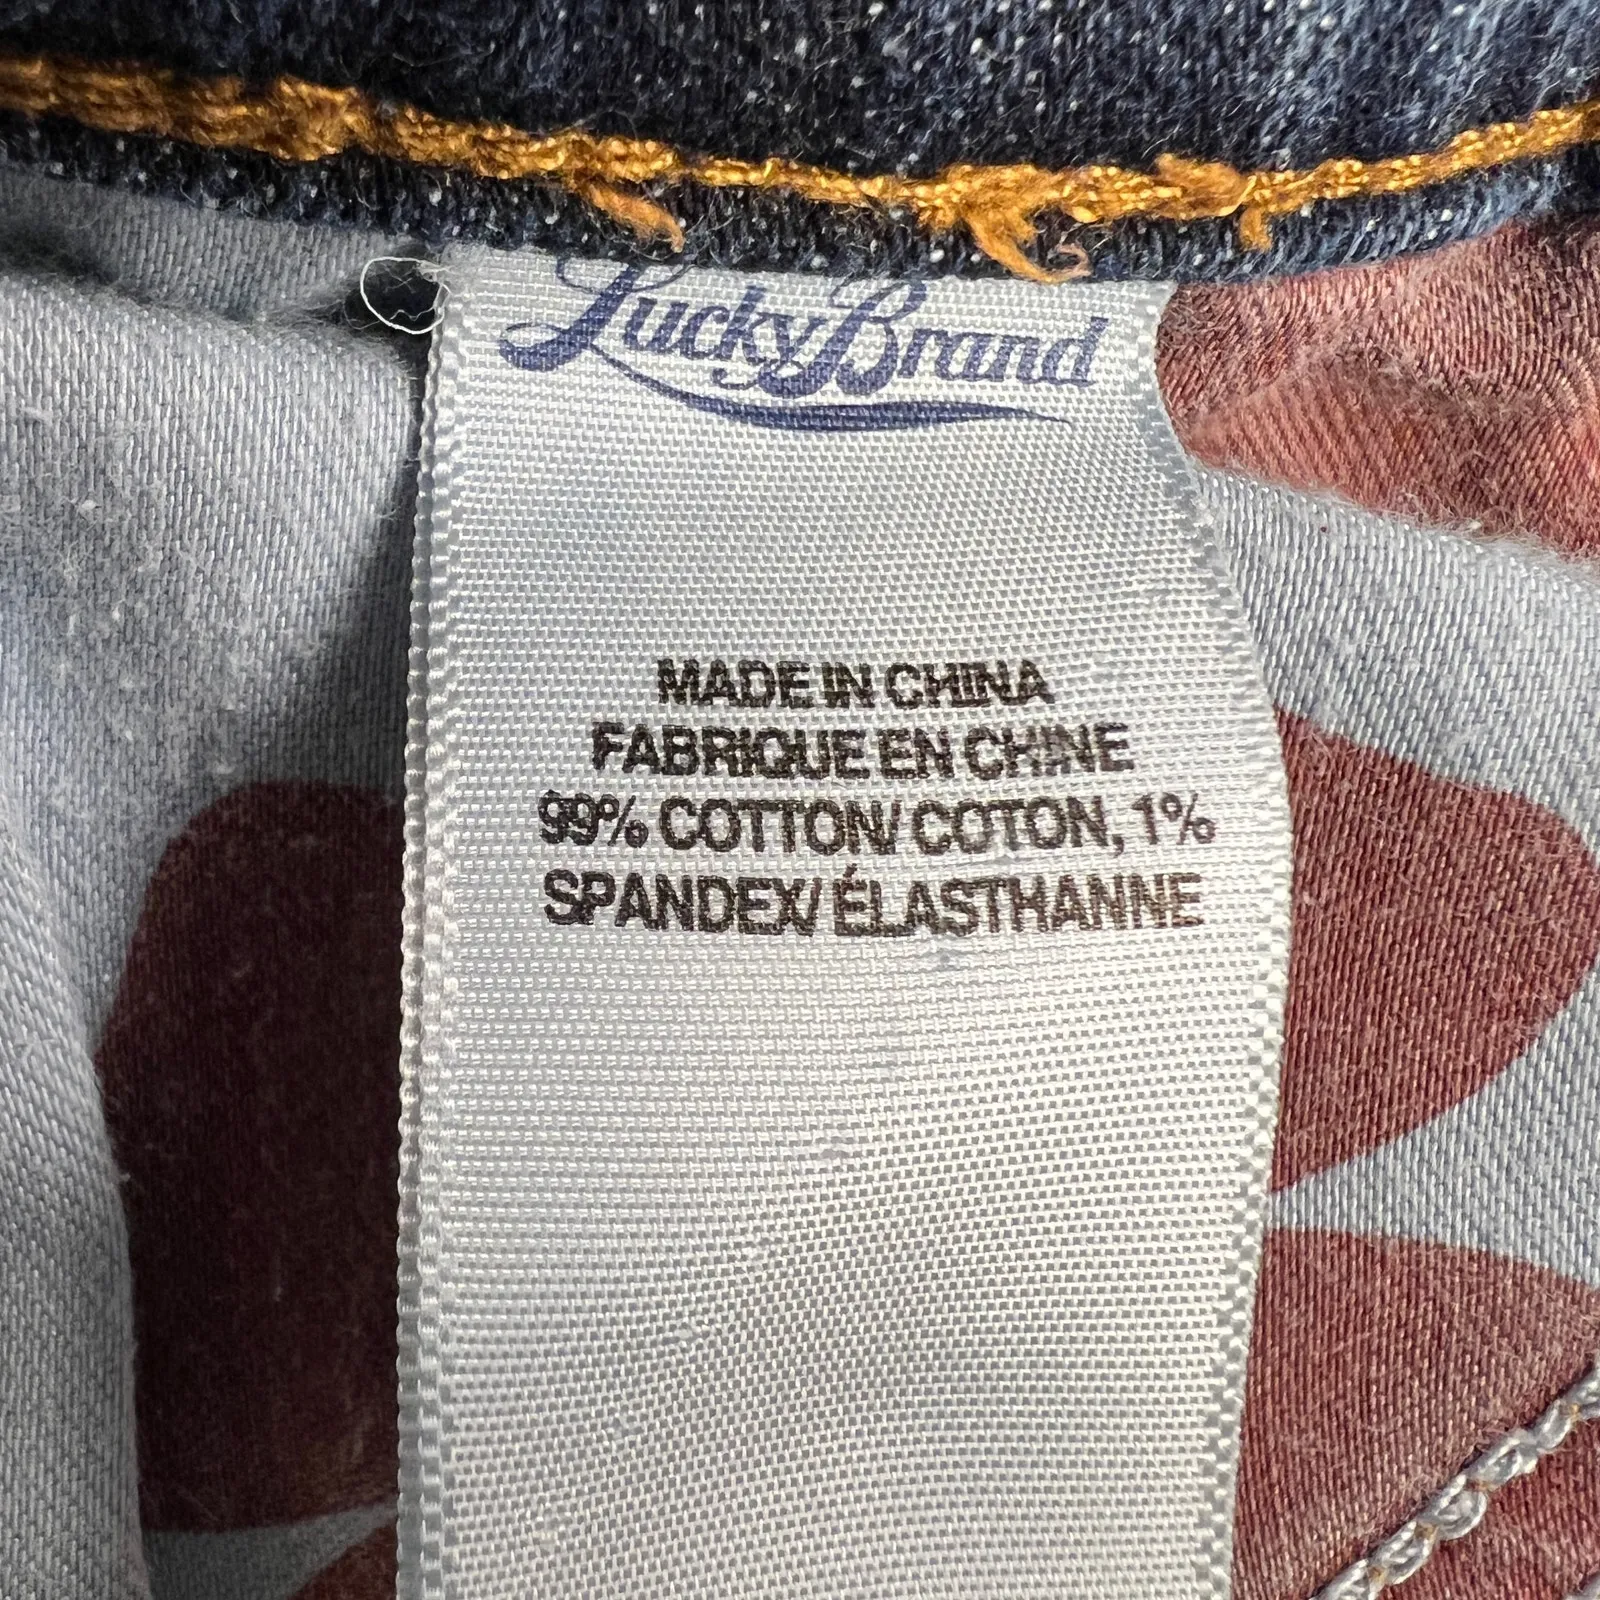 Lucky Brand
MADE IN CHINA
FABRIQUE EN CHINE
99% COTTON/ COTON, 1%
SPANDEX/ ÉLASTHANNE